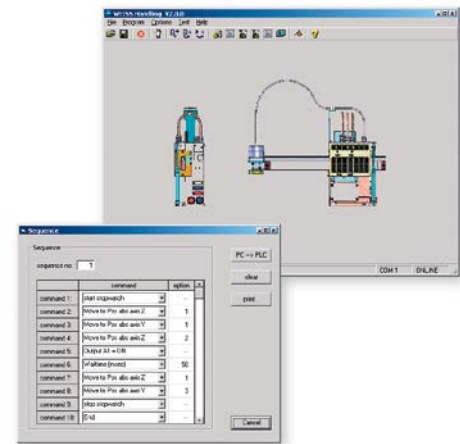 WEISS Handling V2.0.0
File Program Options Test Help
COM 1 ONLINE
Sequence
Sequence
sequence no. 1
PC --> PLC
clear
print
command option
command 1: start stopwatch --
command 2: Move to Pos abs axis Z 1
command 3: Move to Pos abs axis Y 1
command 4: Move to Pos abs axis Z 2
command 5: Output A1 = ON --
command 6: Waittime (msec) 50
command 7: Move to Pos abs axis Z 1
command 8: Move to Pos abs axis Y 3
command 9: stop stopwatch --
command 10: End
Cancel